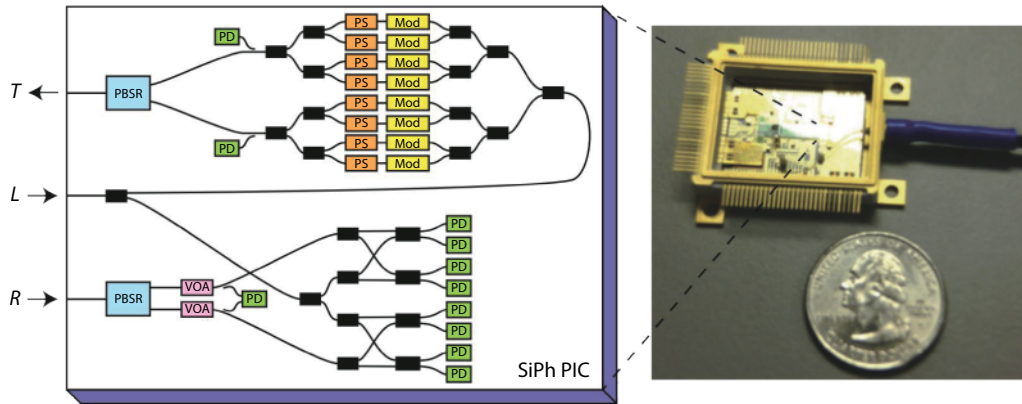 PS Mod
PD PS Mod
PS Mod
PS Mod
T PBSR
PS Mod
PS Mod
PD PS Mod
PS Mod
L
PD
PD
PD
VOA PD
R PBSR PD
VOA PD
PD
PD
PD
SiPh PIC